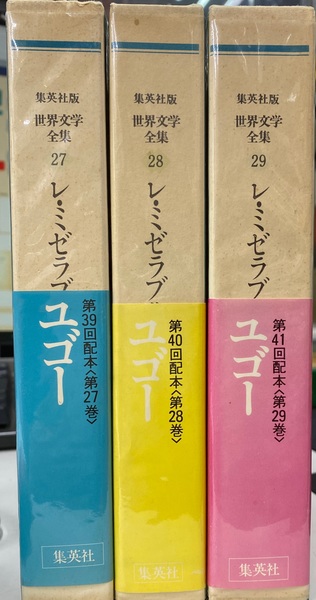 集英社版
世界文学
全集
27
レ・ミゼラブ
第39回配本〈第27巻〉
ユゴー
集英社
集英社版
世界文学
全集
28
レ・ミゼラブ
第40回配本〈第28巻〉
ユゴー
集英社
集英社版
世界文学
全集
29
レ・ミゼラブ
第41回配本〈第29巻〉
ユゴー
集英社